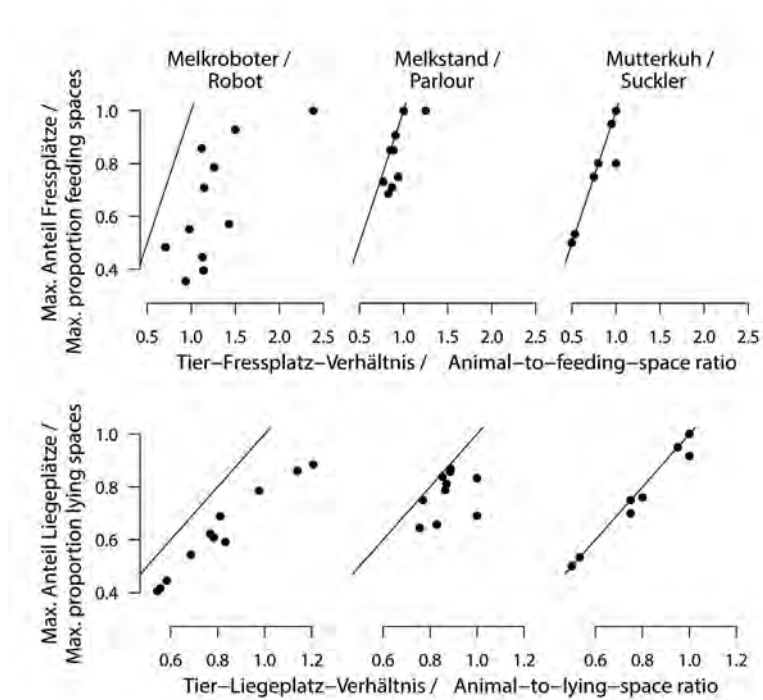 Melkroboter /
Robot
Melkstand /
Parlour
Mutterkuh /
Suckler
Max. Anteil Fressplätze /
Max. proportion feeding spaces
1.0
0.8
0.6
0.4
0.5 1.0 1.5 2.0 2.5
0.5 1.0 1.5 2.0 2.5
0.5 1.0 1.5 2.0 2.5
Tier–Fressplatz–Verhältnis / Animal–to–feeding–space ratio
Max. Anteil Liegeplätze /
Max. proportion lying spaces
1.0
0.8
0.6
0.4
0.6 0.8 1.0 1.2
0.6 0.8 1.0 1.2
0.6 0.8 1.0 1.2
Tier–Liegeplatz–Verhältnis / Animal–to–lying–space ratio